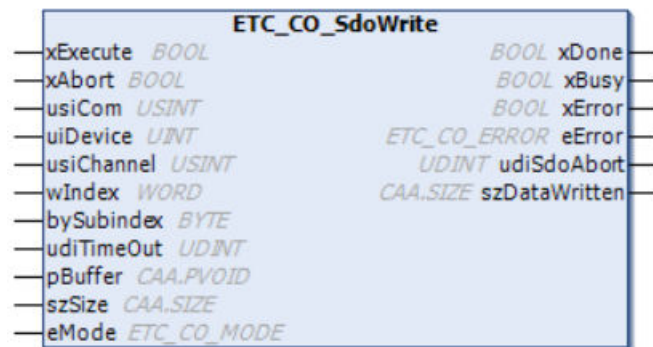 ETC_CO_SdoWrite
xExecute BOOL BOOL xDone
xAbort BOOL BOOL xBusy
usiCom USINT BOOL xError
uiDevice UINT ETC_CO_ERROR eError
usiChannel USINT UDINT udiSdoAbort
wIndex WORD CAA.SIZE szDataWritten
bySubindex BYTE
udiTimeOut UDINT
pBuffer CAA.PVOID
szSize CAA.SIZE
eMode ETC_CO_MODE